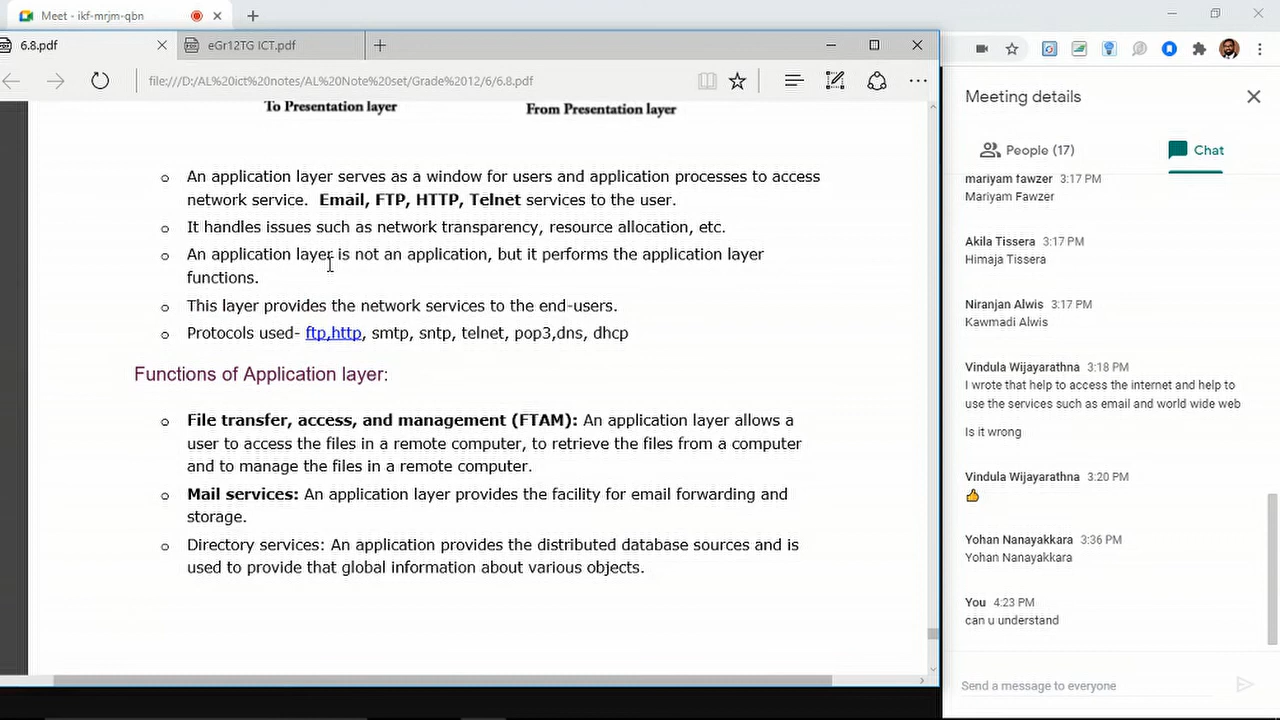 Meet - ikf-mrjm-qbn
6.8.pdf
eGr12TG ICT.pdf
file:///D:/AL%20ict%20notes/AL%20Note%20set/Grade%2012/6/6.8.pdf
To Presentation layer
From Presentation layer
o An application layer serves as a window for users and application processes to access
network service. Email, FTP, HTTP, Telnet services to the user.
o It handles issues such as network transparency, resource allocation, etc.
o An application layer is not an application, but it performs the application layer
functions.
o This layer provides the network services to the end-users.
o Protocols used- ftp,http, smtp, sntp, telnet, pop3,dns, dhcp
Functions of Application layer:
o File transfer, access, and management (FTAM): An application layer allows a
user to access the files in a remote computer, to retrieve the files from a computer
and to manage the files in a remote computer.
o Mail services: An application layer provides the facility for email forwarding and
storage.
o Directory services: An application provides the distributed database sources and is
used to provide that global information about various objects.
Meeting details
People (17)
Chat
mariyam fawzer 3:17 PM
Mariyam Fawzer
Akila Tissera 3:17 PM
Himaja Tissera
Niranjan Alwis 3:17 PM
Kawmadi Alwis
Vindula Wijayarathna 3:18 PM
I wrote that help to access the internet and help to
use the services such as email and world wide web
Is it wrong
Vindula Wijayarathna 3:20 PM
👍
Yohan Nanayakkara 3:36 PM
Yohan Nanayakkara
You 4:23 PM
can u understand
Send a message to everyone